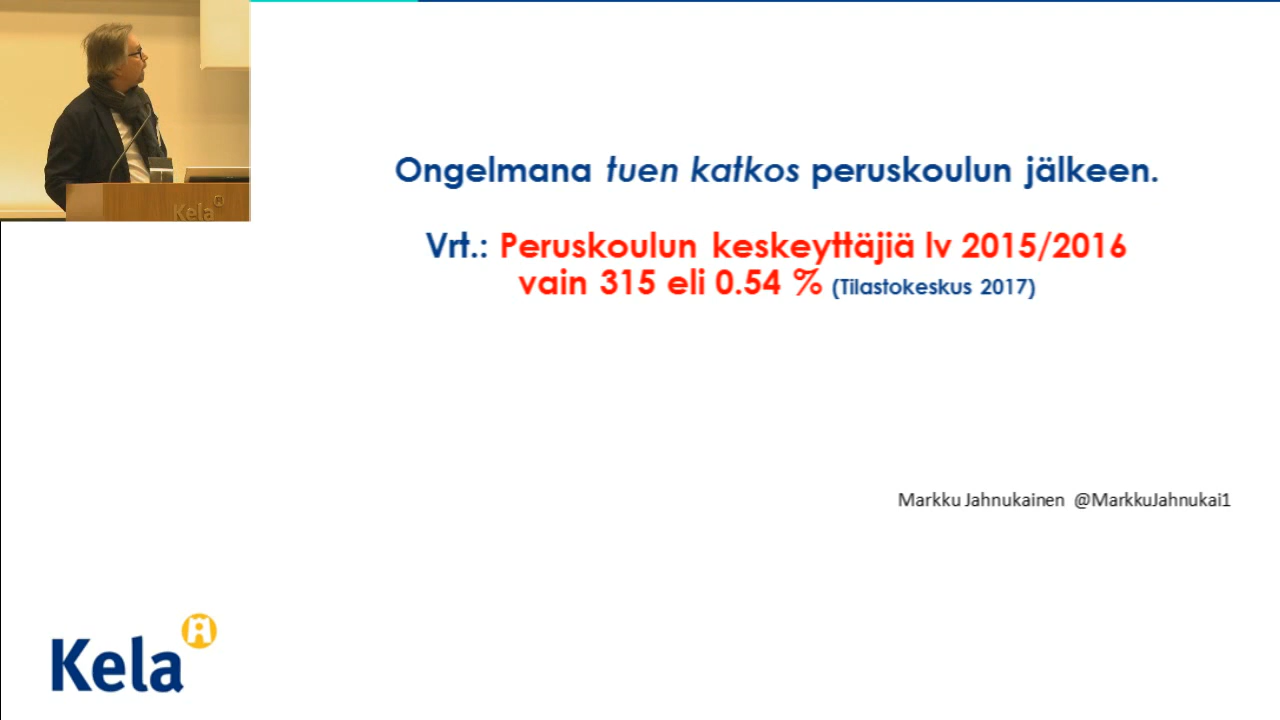 Kela
Ongelmana tuen katkos peruskoulun jälkeen.
Vrt.: Peruskoulun keskeyttäjiä lv 2015/2016
vain 315 eli 0.54 % (Tilastokeskus 2017)
Markku Jahnukainen @MarkkuJahnukai1
Kela